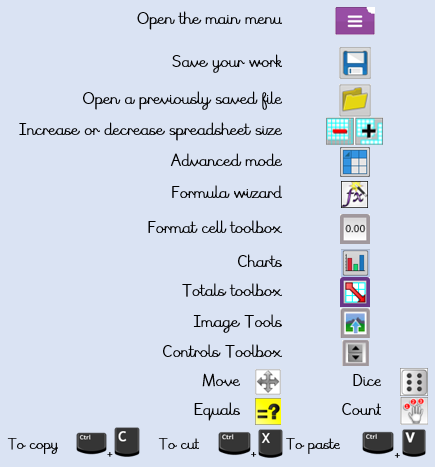 Open the main menu
Save your work
Open a previously saved file
Increase or decrease spreadsheet size
Advanced mode
Formula wizard fx
Format cell toolbox 0.00
Charts
Totals toolbox
Image Tools
Controls Toolbox
Move Dice
Equals =? Count
To copy Ctrl + C To cut Ctrl + X To paste Ctrl + V